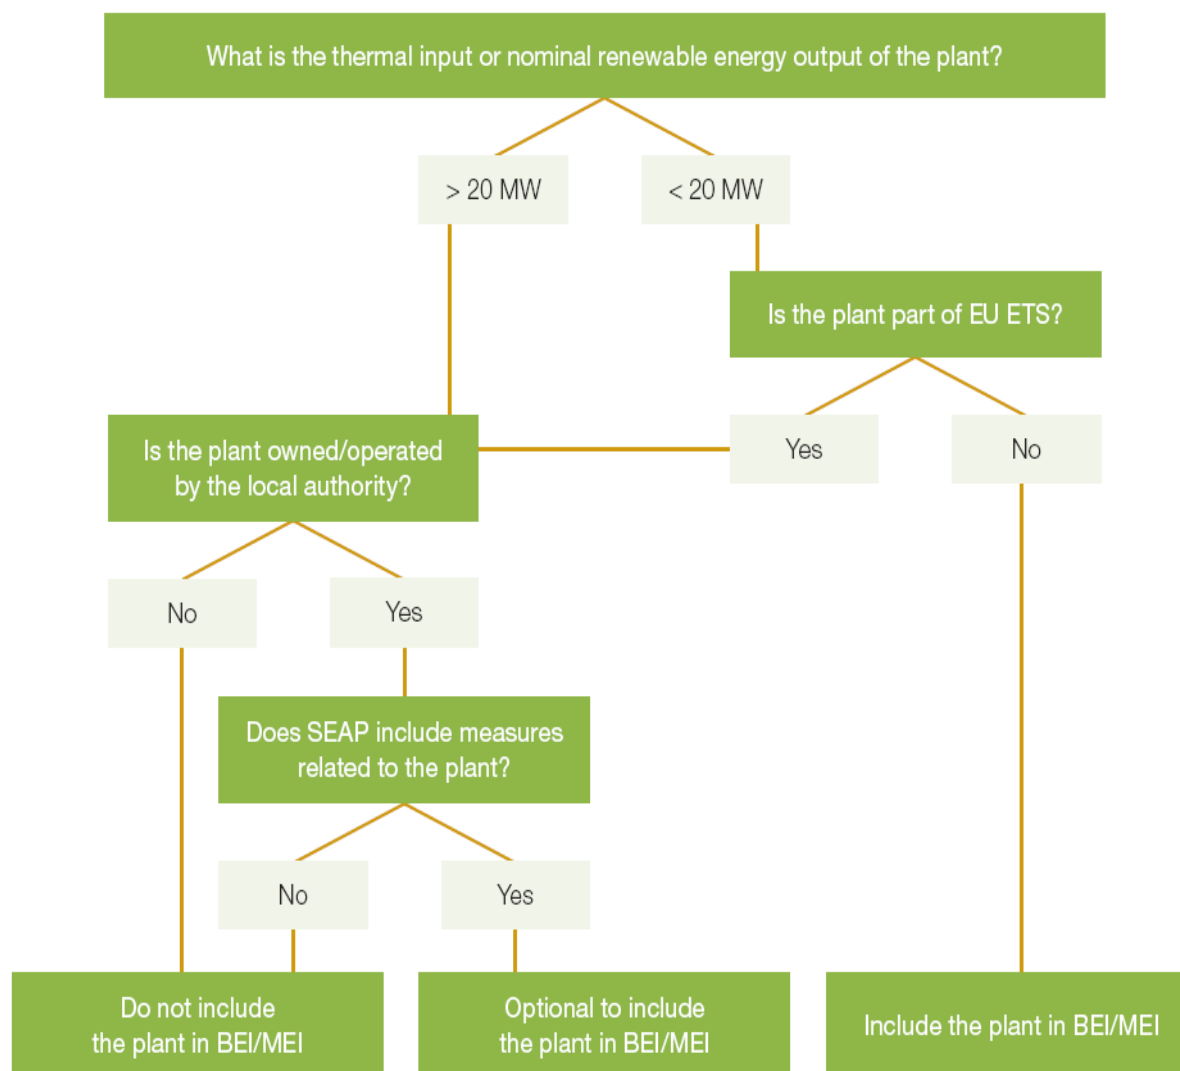 What is the thermal input or nominal renewable energy output of the plant?
> 20 MW
< 20 MW
Is the plant part of EU ETS?
Is the plant owned/operated
by the local authority?
Yes
No
No
Yes
Does SEAP include measures
related to the plant?
No
Yes
Do not include
the plant in BEI/MEI
Optional to include
the plant in BEI/MEI
Include the plant in BEI/MEI